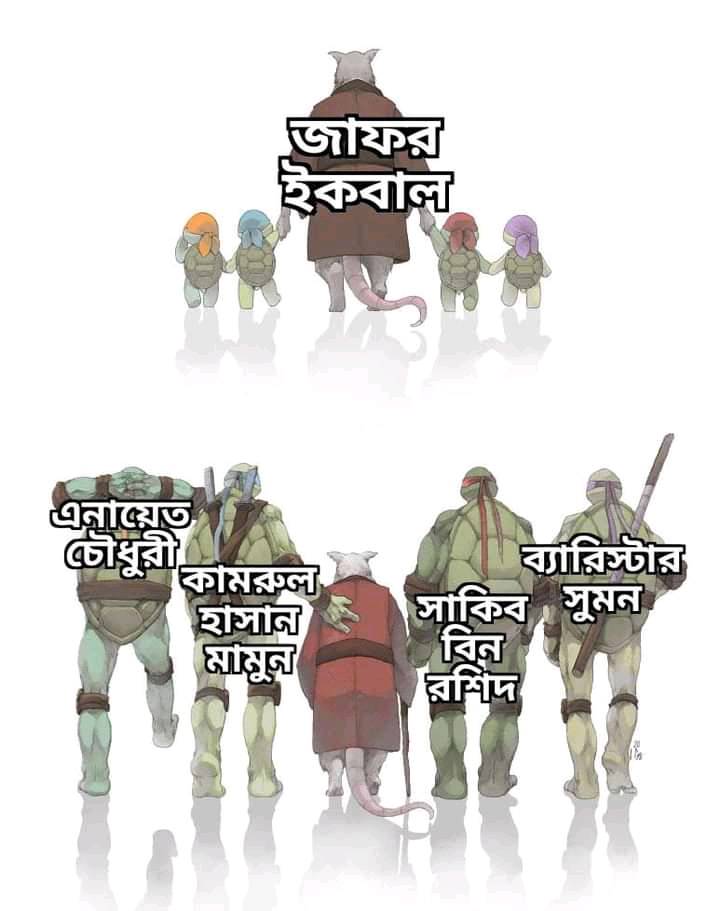 জাফর
ইকবাল
এনায়েত
চৌধুরী
কামরুল
হাসান
মামুন
সাকিব
বিন
রশিদ
ব্যারিস্টার
সুমন